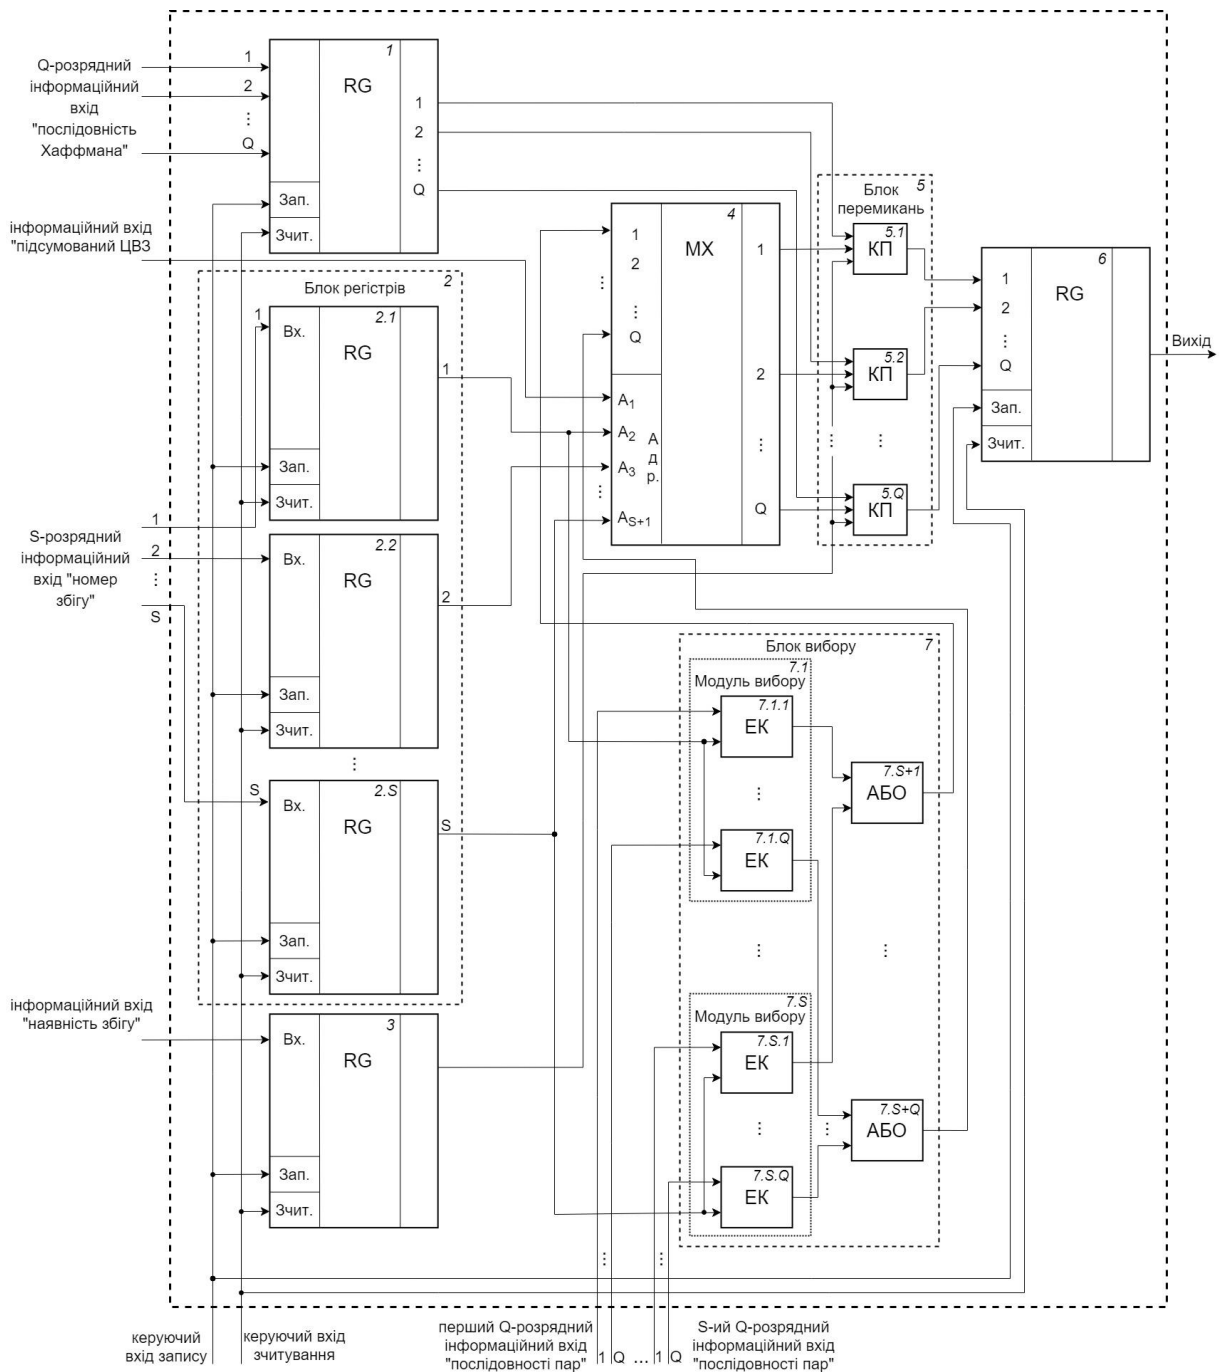 Q-розрядний
інформаційний
вхід
"послідовність
Хаффмана"
1
2
...
Q
1
RG
1
2
...
Q
Зап.
Зчит.
інформаційний вхід
"підсумований ЦВЗ
Блок регістрів
2
1
Вх.
2.1
RG
1
Зап.
Зчит.
S-розрядний
інформаційний
вхід "номер
збігу"
1
2
...
S
2.2
Вх.
RG
2
Зап.
Зчит.
...
S
2.S
Вх.
RG
S
Зап.
Зчит.
інформаційний вхід
"наявність збігу"
3
Вх.
RG
Зап.
Зчит.
4
MX
...
1
2
...
Q
A1
A2
A3
...
AS+1
А
д
р.
1
2
...
Q
Блок
перемикань
5
5.1
КП
5.2
КП
...
...
5.Q
КП
6
RG
1
2
...
Q
Зап.
Зчит.
Вихід
Блок вибору
7
7.1
Модуль вибору
7.1.1
ЕК
...
7.1.Q
ЕК
7.S+1
АБО
...
...
7.S
Модуль вибору
7.S.1
ЕК
...
7.S.Q
ЕК
...
7.S+Q
АБО
...
...
керуючий
вхід запису
керуючий вхід
зчитування
перший Q-розрядний
інформаційний вхід
"послідовності пар"
1 Q ... 1 Q
S-ий Q-розрядний
інформаційний вхід
"послідовності пар"